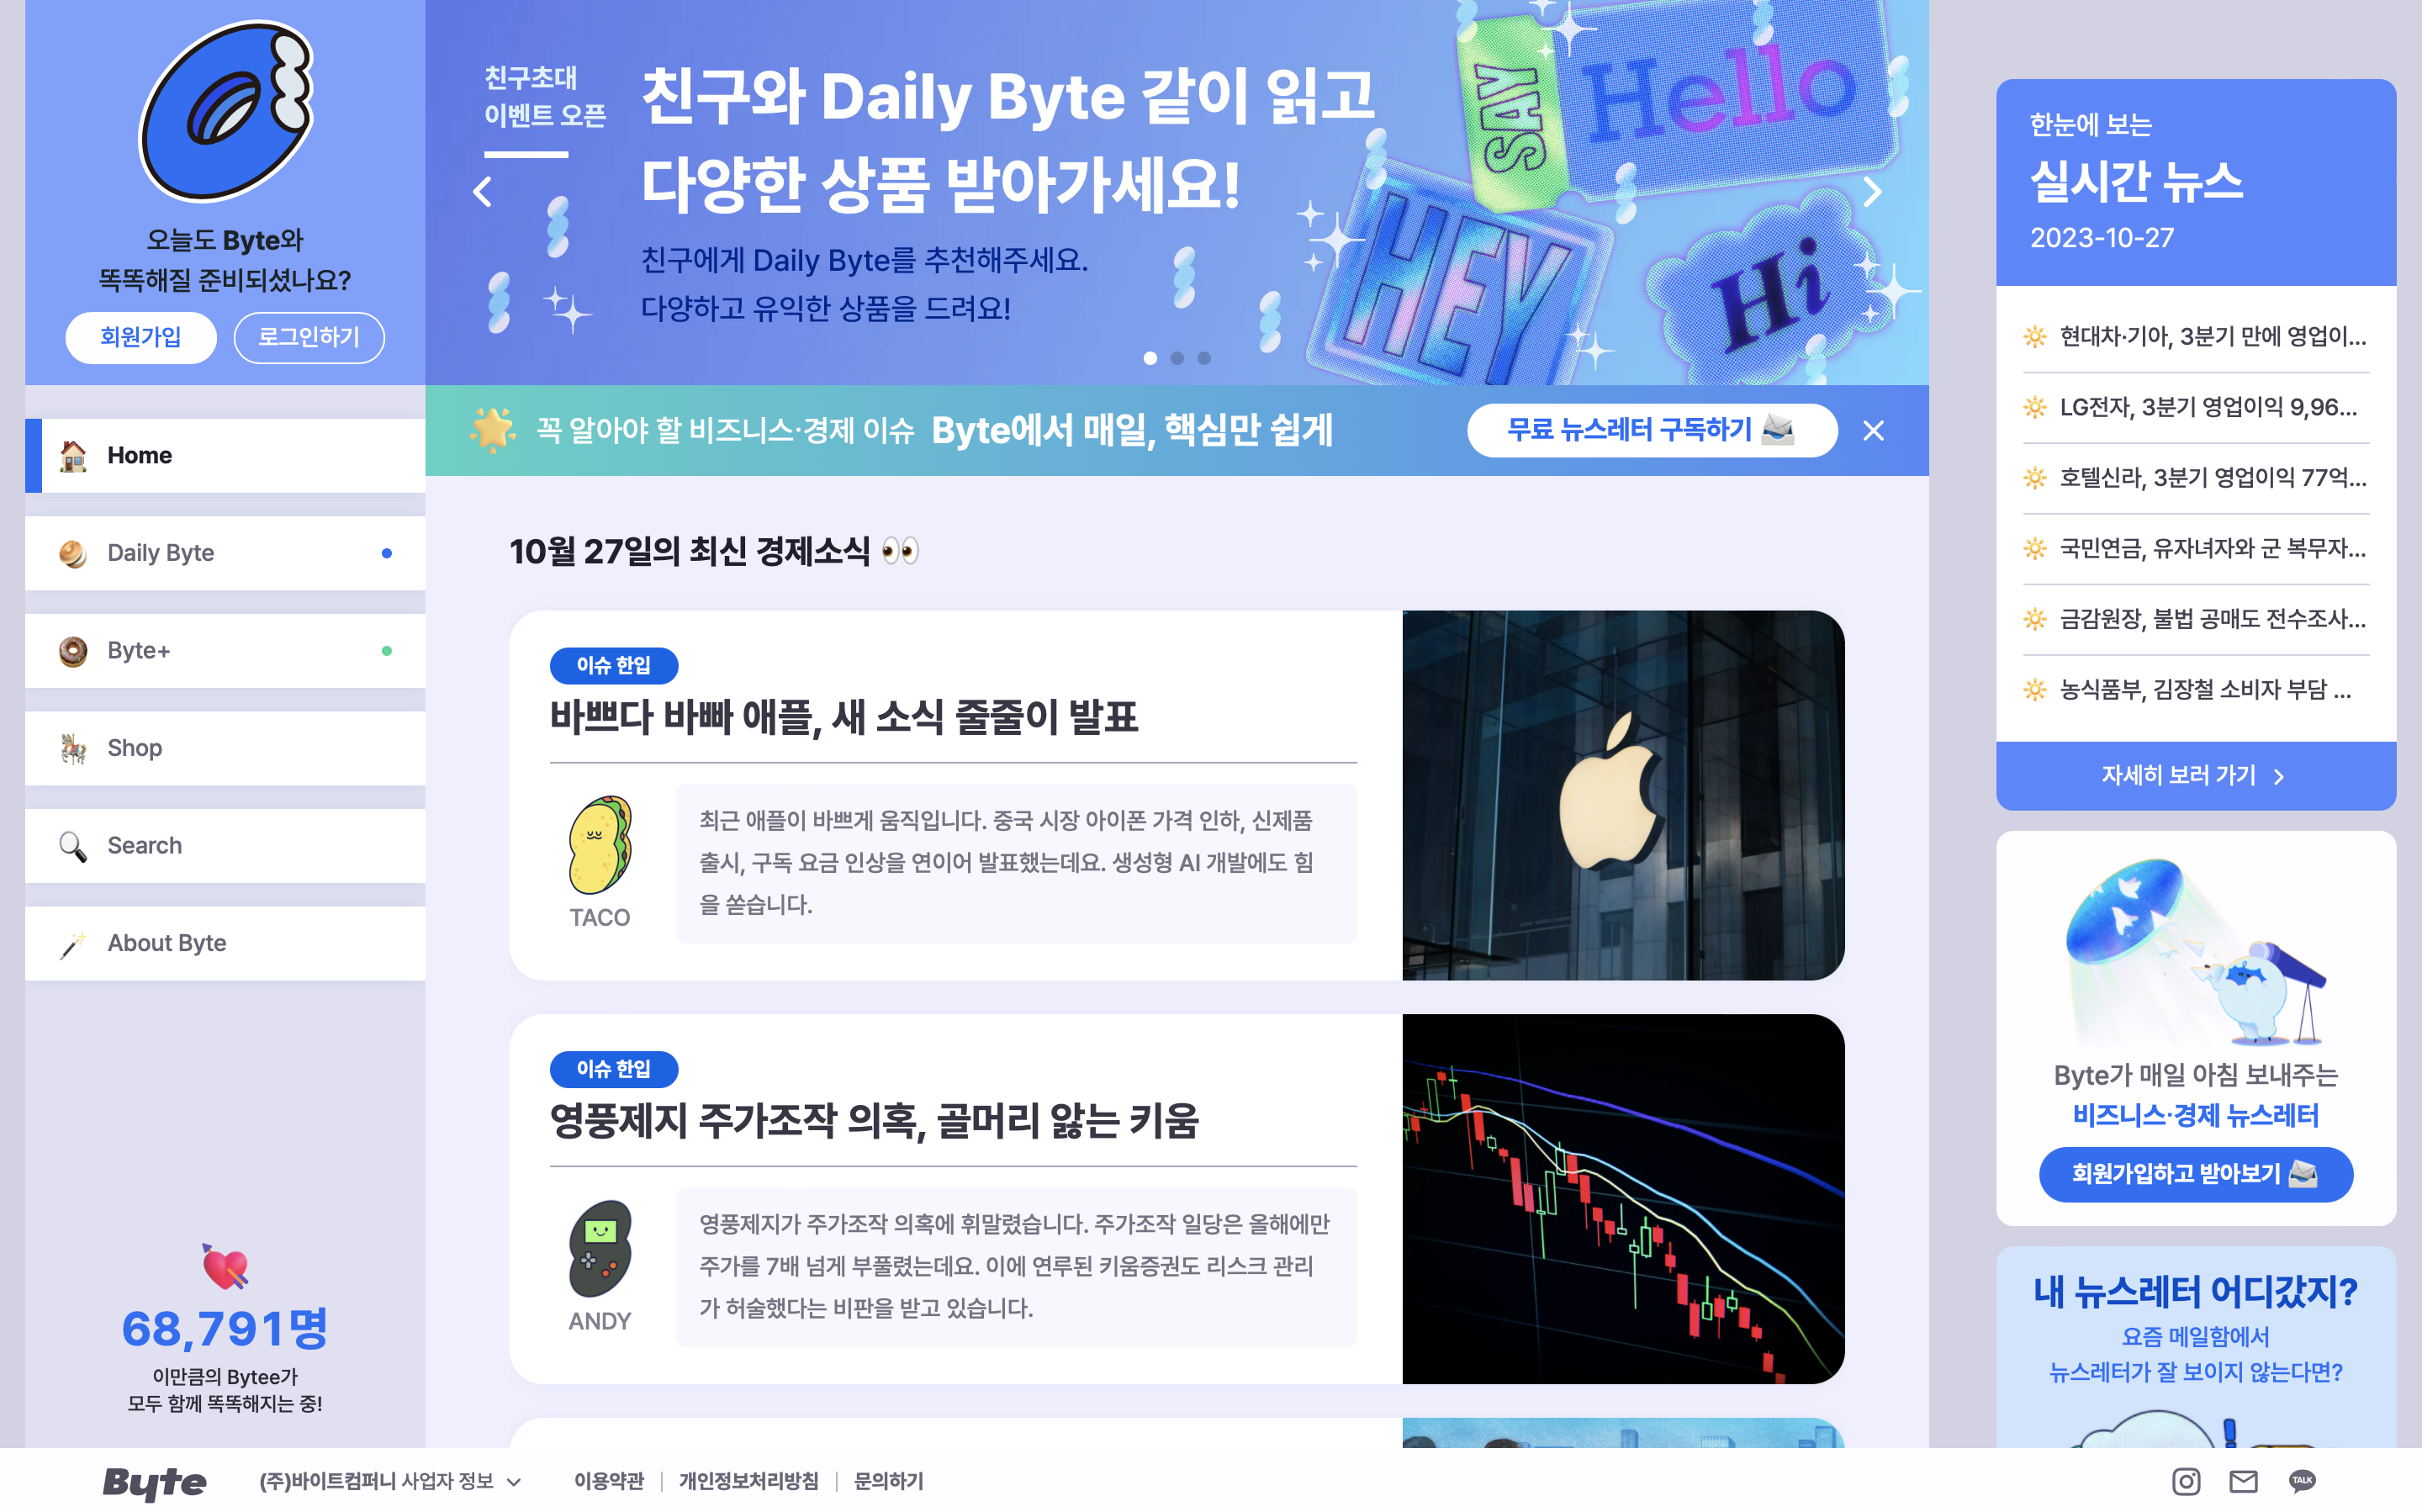 오늘도 Byte와
똑똑해질 준비되셨나요?
회원가입
로그인하기
Home
Daily Byte
Byte+
Shop
Search
About Byte
68,791명
이만큼의 Bytee가
모두 함께 똑똑해지는 중!
친구초대
이벤트 오픈
친구와 Daily Byte 같이 읽고
다양한 상품 받아가세요!
친구에게 Daily Byte를 추천해주세요.
다양하고 유익한 상품을 드려요!
SAY
Hello
HEY
Hi
꼭 알아야 할 비즈니스·경제 이슈 Byte에서 매일, 핵심만 쉽게
무료 뉴스레터 구독하기
10월 27일의 최신 경제소식
이슈 한입
바쁘다 바빠 애플, 새 소식 줄줄이 발표
TACO
최근 애플이 바쁘게 움직입니다. 중국 시장 아이폰 가격 인하, 신제품
출시, 구독 요금 인상을 연이어 발표했는데요. 생성형 AI 개발에도 힘
을 쏟습니다.
이슈 한입
영풍제지 주가조작 의혹, 골머리 앓는 키움
ANDY
영풍제지가 주가조작 의혹에 휘말렸습니다. 주가조작 일당은 올해에만
주가를 7배 넘게 부풀렸는데요. 이에 연루된 키움증권도 리스크 관리
가 허술했다는 비판을 받고 있습니다.
한눈에 보는
실시간 뉴스
2023-10-27
현대차·기아, 3분기 만에 영업이...
LG전자, 3분기 영업이익 9,96...
호텔신라, 3분기 영업이익 77억...
국민연금, 유자녀자와 군 복무자...
금감원장, 불법 공매도 전수조사...
농식품부, 김장철 소비자 부담 ...
자세히 보러 가기
Byte가 매일 아침 보내주는
비즈니스·경제 뉴스레터
회원가입하고 받아보기
내 뉴스레터 어디갔지?
요즘 메일함에서
뉴스레터가 잘 보이지 않는다면?
Byte
(주)바이트컴퍼니 사업자 정보
이용약관
개인정보처리방침
문의하기
TALK